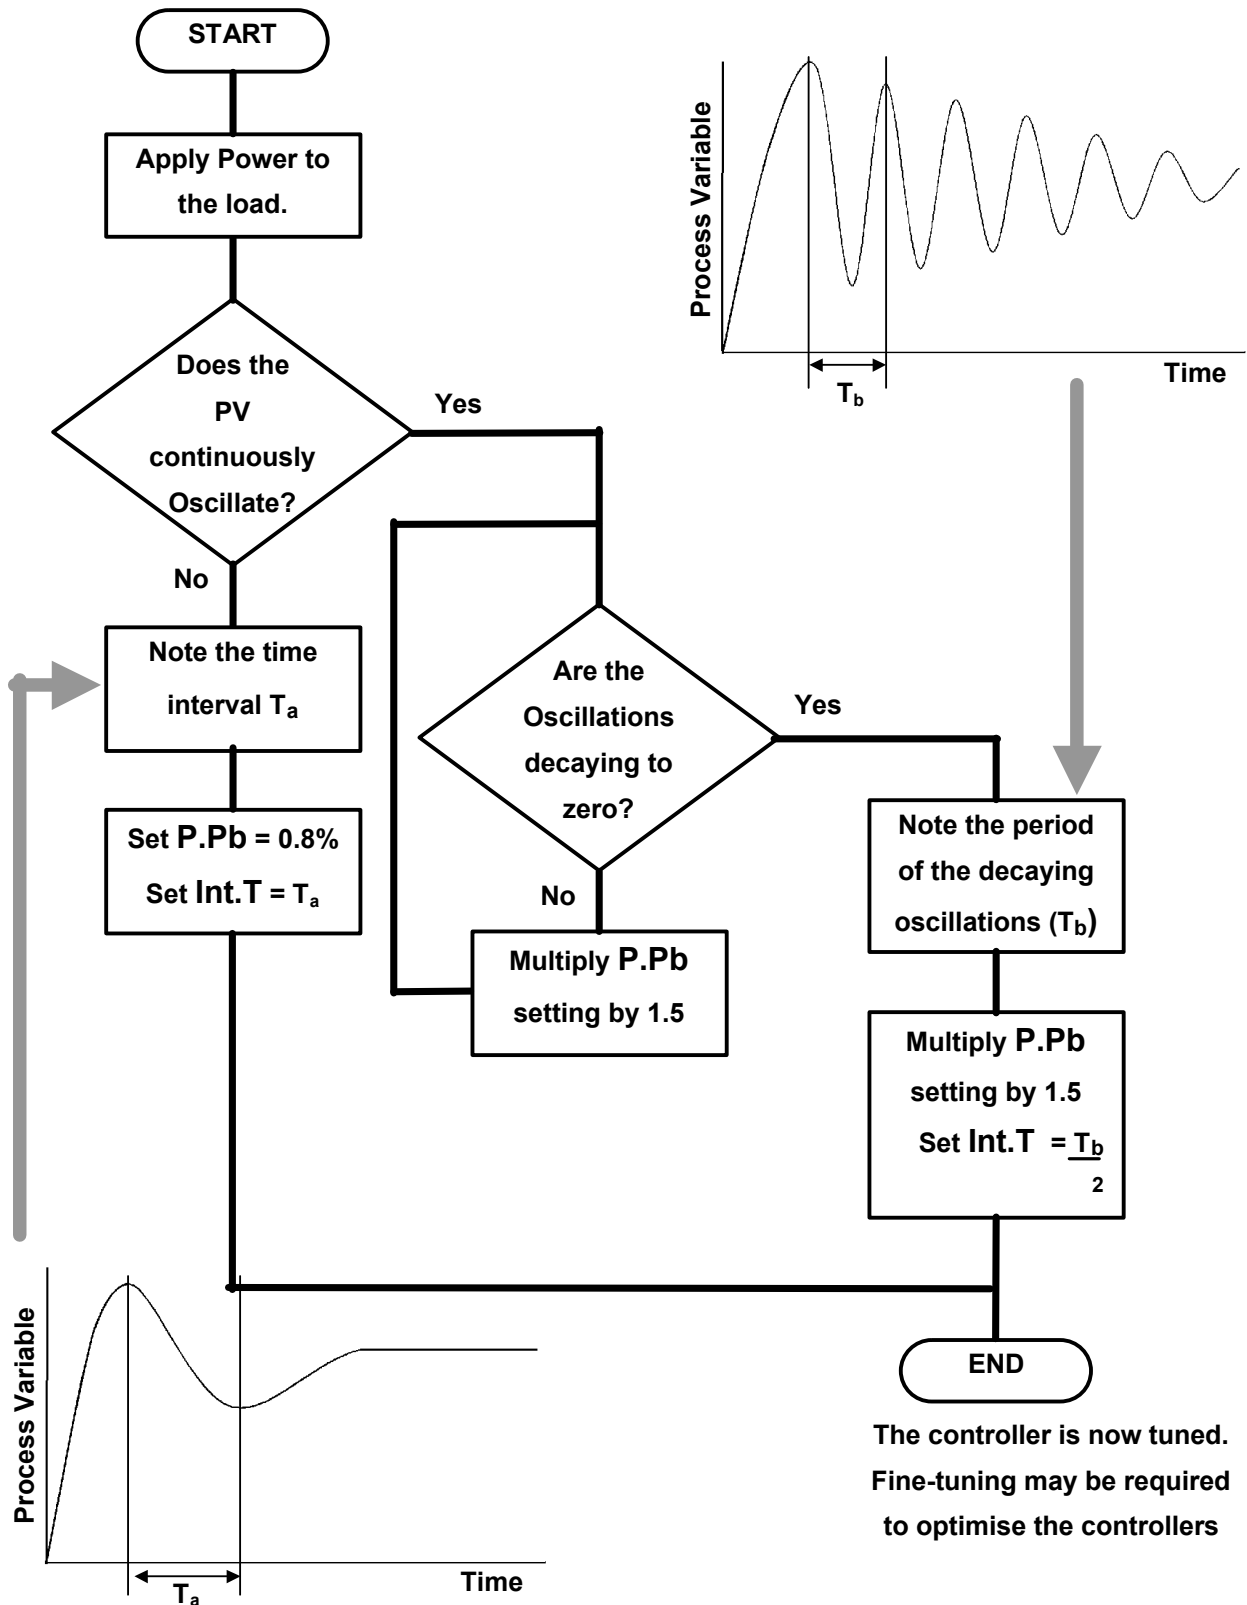 START
Apply Power to
the load.
Does the
PV
continuously
Oscillate?
Yes
No
Note the time
interval Ta
Set P.Pb = 0.8%
Set Int.T = Ta
Are the
Oscillations
decaying to
zero?
Yes
No
Multiply P.Pb
setting by 1.5
Process Variable
Time
Tb
Note the period
of the decaying
oscillations (Tb)
Multiply P.Pb
setting by 1.5
Set Int.T = Tb
2
Process Variable
Time
Ta
END
The controller is now tuned.
Fine-tuning may be required
to optimise the controllers